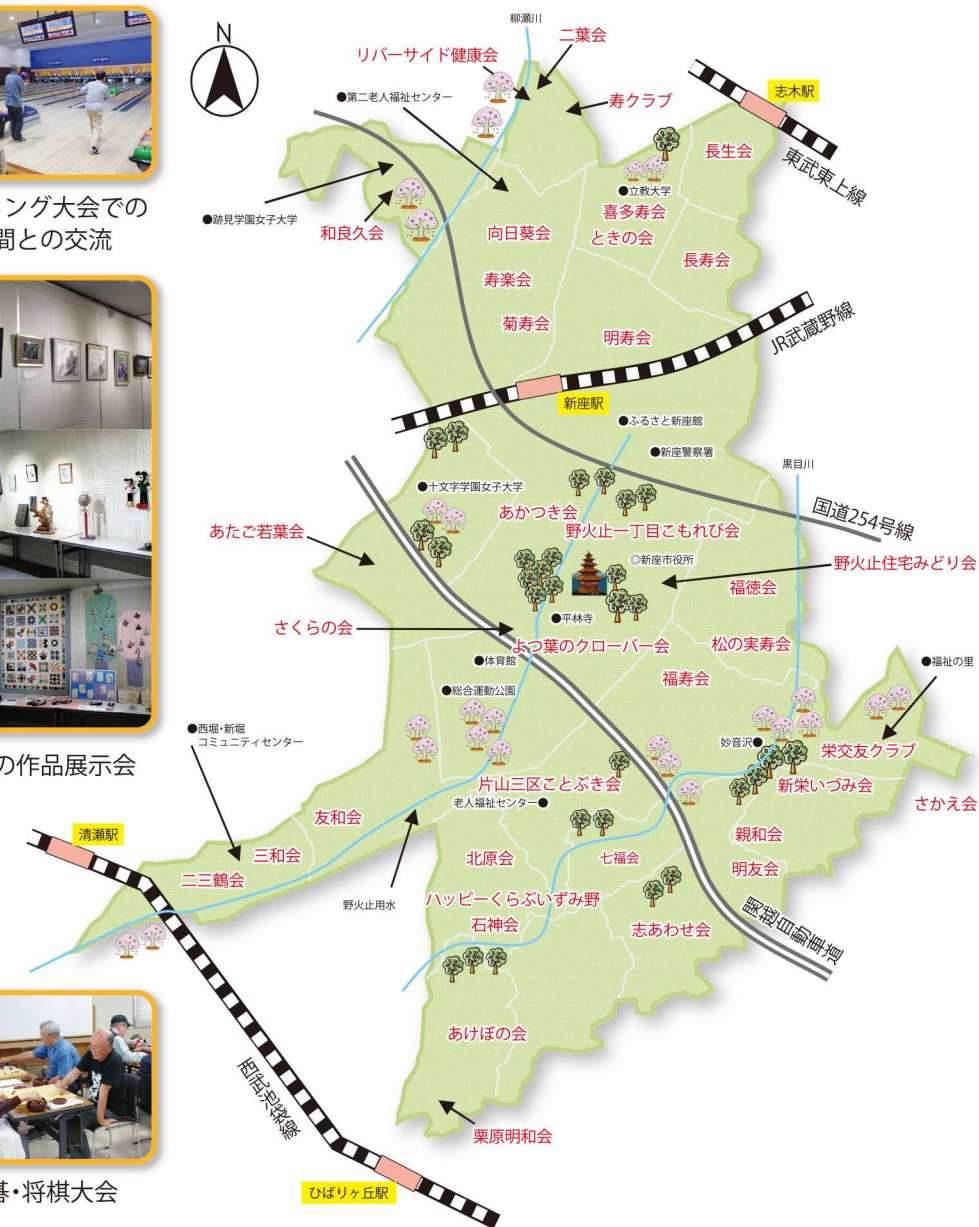 ング大会での
間との交流
の作品展示会
碁・将棋大会
N
柳瀬川
二葉会
リバーサイド健康会
●第二老人福祉センター
寿クラブ
志木駅
東武東上線
長生会
●立教大学
●跡見学園女子大学
和良久会
向日葵会
喜多寿会
ときの会
長寿会
寿楽会
菊寿会
明寿会
JR武蔵野線
新座駅
●ふるさと新座館
●新座警察署
黒目川
国道254号線
●十文字学園女子大学
あかつき会
野火止一丁目こもれび会
あたご若葉会
◎新座市役所
野火止住宅みどり会
福徳会
さくらの会
●平林寺
よつ葉のクローバー会
松の実寿会
●体育館
福寿会
●福祉の里
●総合運動公園
●西堀・新堀
コミュニティセンター
妙音沢●
栄交友クラブ
片山三区ことぶき会
新栄いづみ会
さかえ会
老人福祉センター●
友和会
清瀬駅
三和会
二三鶴会
北原会
七福会
親和会
明友会
野火止用水
ハッピーくらぶいずみ野
石神会
志あわせ会
関越自動車道
あけぼの会
西武池袋線
栗原明和会
ひばりヶ丘駅